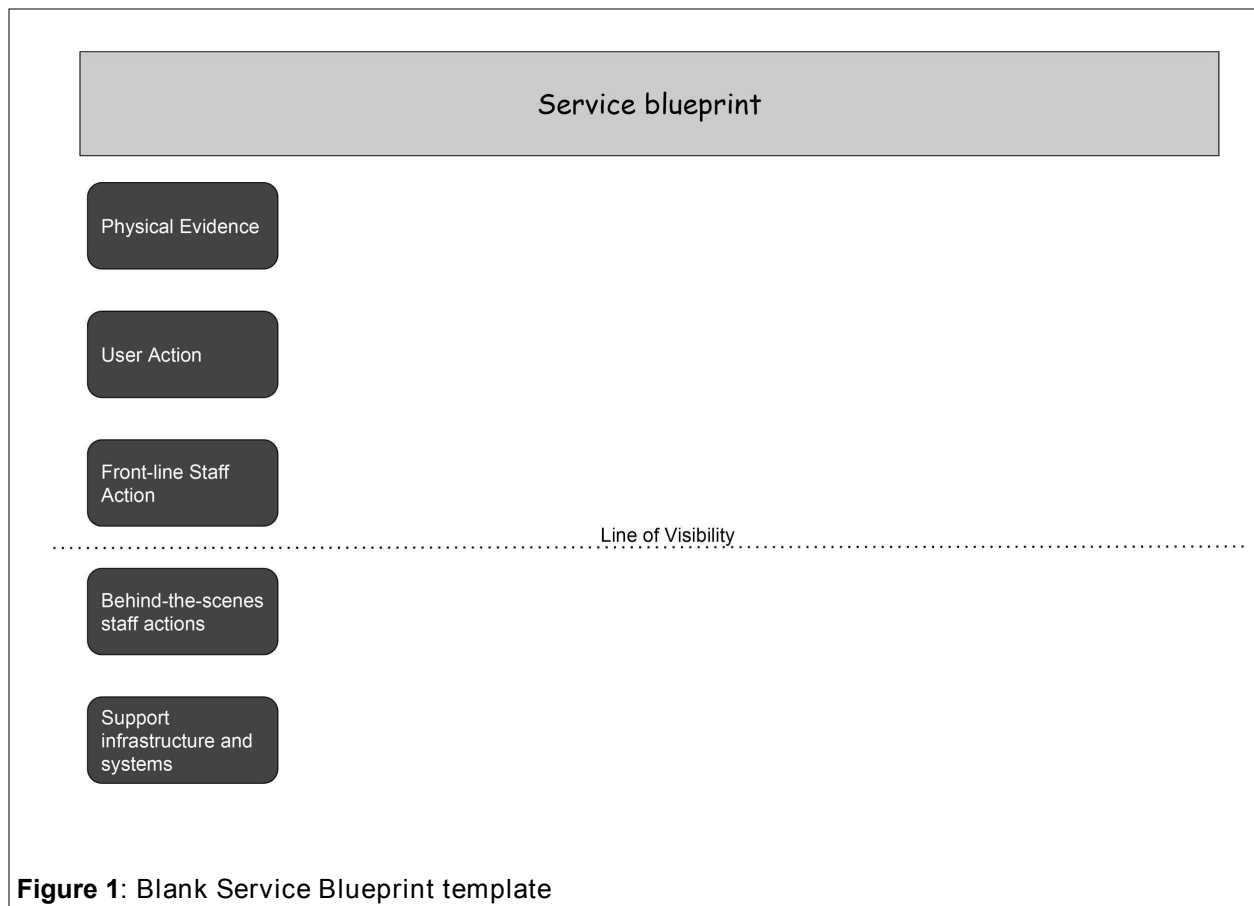 Service blueprint
Physical Evidence
User Action
Front-line Staff
Action
Line of Visibility
Behind-the-scenes
staff actions
Support
infrastructure and
systems
Figure 1: Blank Service Blueprint template